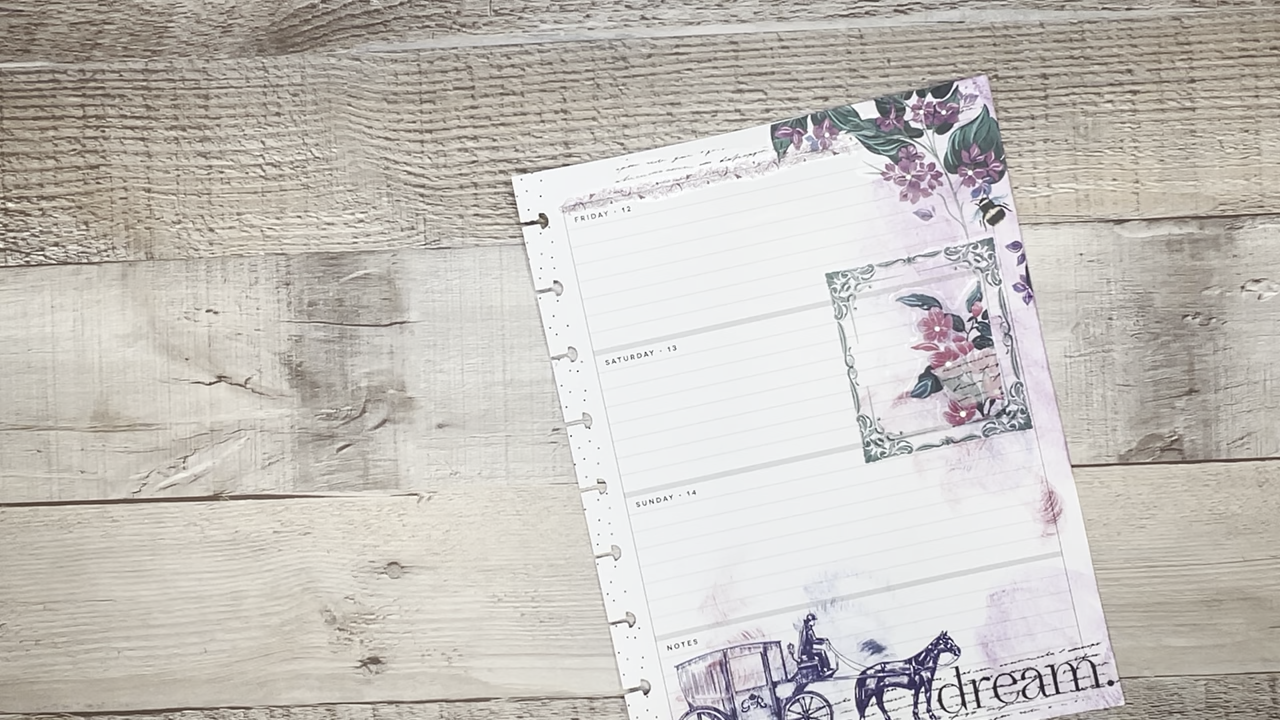 FRIDAY · 12
SATURDAY · 13
SUNDAY · 14
NOTES
G R
dream.